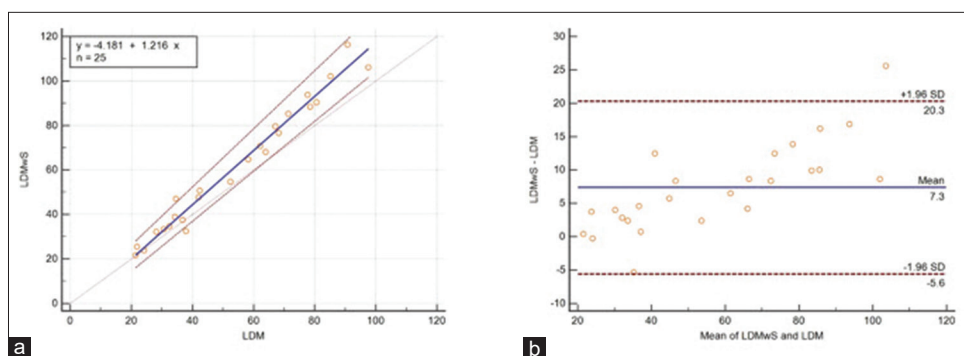 120
100
80
60
40
20
0
y = -4.181 + 1.216 x
n = 25
LDMwS
0 20 40 60 80 100 120
LDM
a
30
25
20
15
10
5
0
-5
-10
LDMwS - LDM
+1.96 SD
20.3
Mean
7.3
-1.96 SD
-5.6
20 40 60 80 100 120
Mean of LDMwS and LDM
b